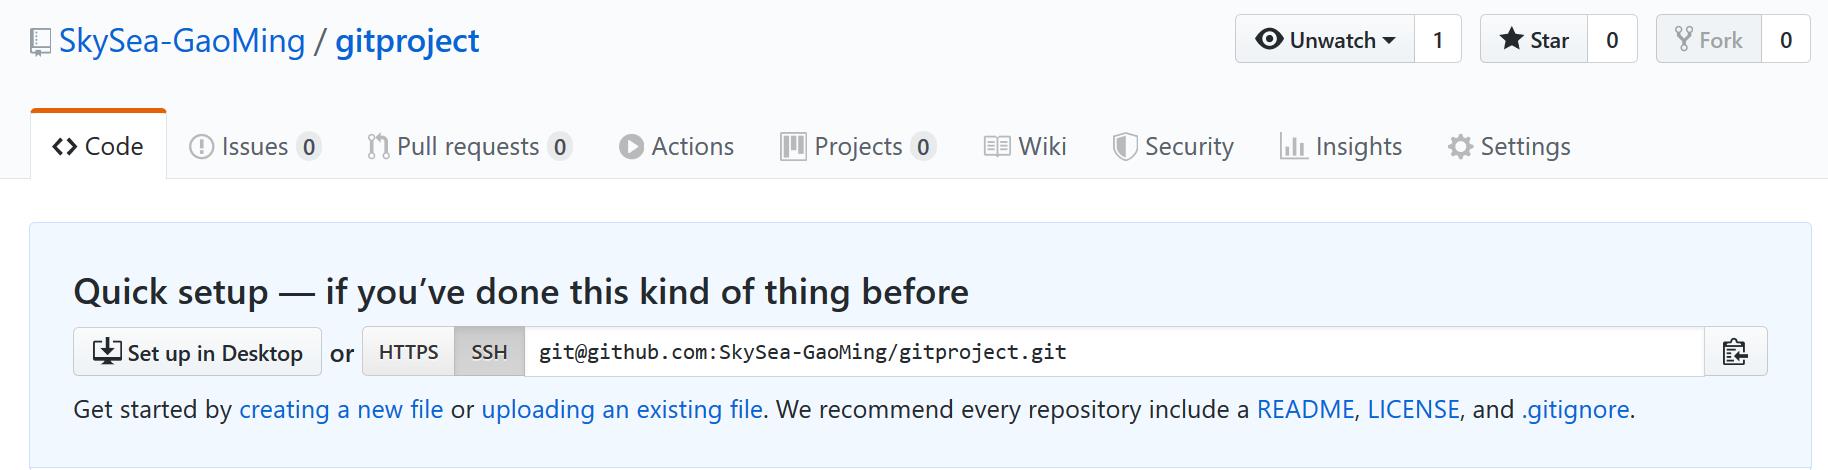 SkySea-GaoMing / gitproject
Unwatch 1 Star 0 Fork 0
Code Issues 0 Pull requests 0 Actions Projects 0 Wiki Security Insights Settings
Quick setup — if you’ve done this kind of thing before
Set up in Desktop or HTTPS SSH git@github.com:SkySea-GaoMing/gitproject.git
Get started by creating a new file or uploading an existing file. We recommend every repository include a README, LICENSE, and .gitignore.